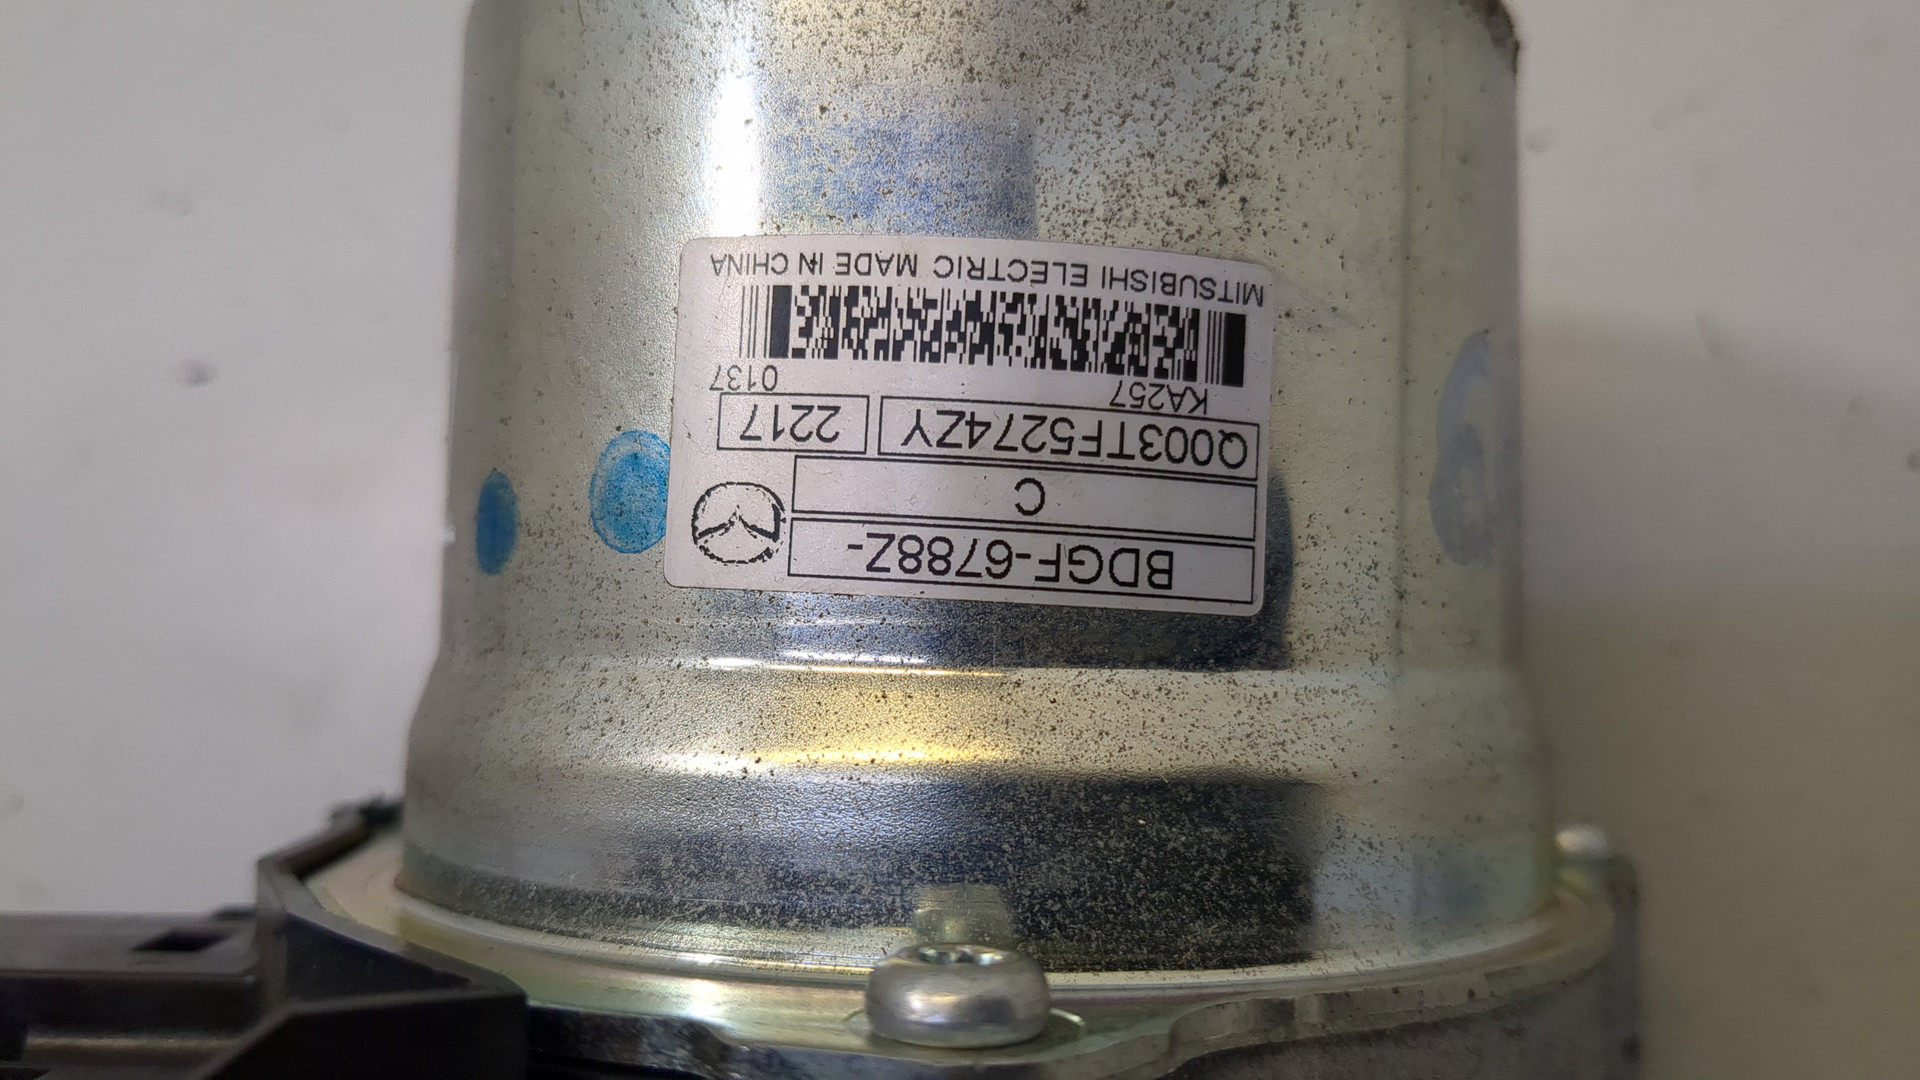 BDGF-6788Z-
C
Q003TF5274ZY 2217
KA257 0137
MITSUBISHI ELECTRIC MADE IN CHINA